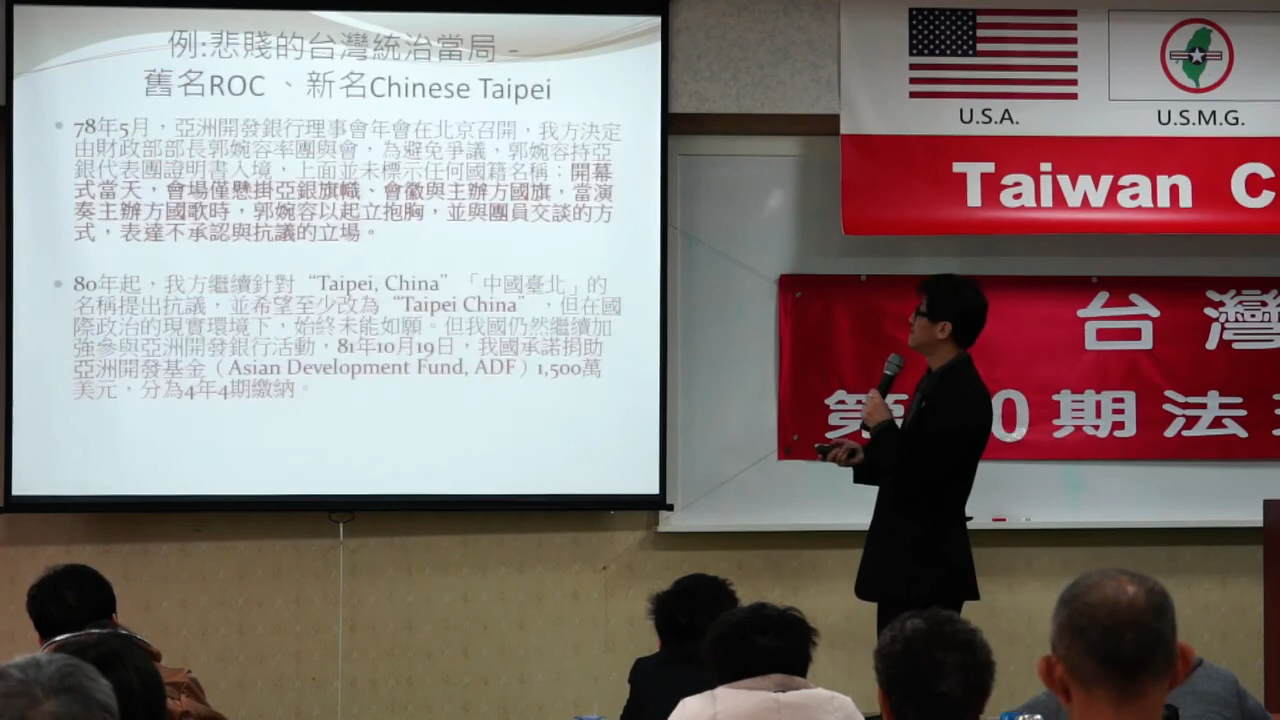 例:悲賤的台灣統治當局 -
舊名ROC 、新名Chinese Taipei
• 78年5月，亞洲開發銀行理事會年會在北京召開，我方決定
由財政部部長郭婉容率團與會，為避免爭議，郭婉容持亞
銀代表團證明書入境，上面並未標示任何國籍名稱；開幕
式當天，會場僅懸掛亞銀旗幟、會徽與主辦方國旗，當演
奏主辦方國歌時，郭婉容以起立抱胸，並與團員交談的方
式，表達不承認與抗議的立場。
• 80年起，我方繼續針對 “Taipei, China” 「中國臺北」的
名稱提出抗議，並希望至少改為 “Taipei China” ，但在國
際政治的現實環境下，始終未能如願。但我國仍然繼續加
強參與亞洲開發銀行活動，81年10月19日，我國承諾捐助
亞洲開發基金（Asian Development Fund, ADF）1,500萬
美元，分為4年4期繳納。
U.S.A.
U.S.M.G.
Taiwan C
台灣
第 0期法